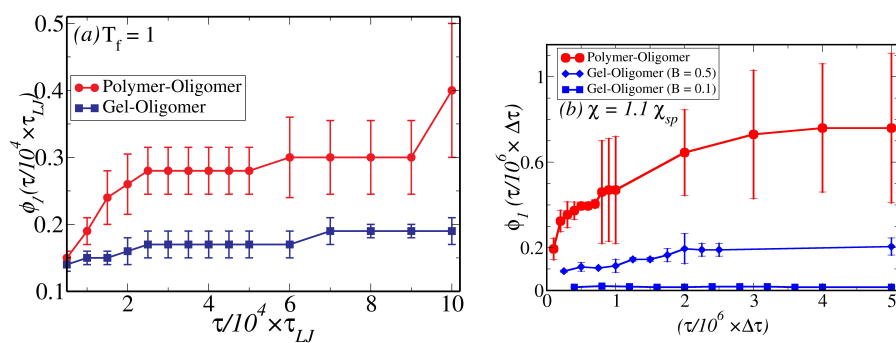 (a) T_f = 1
Polymer-Oligomer
Gel-Oligomer
ϕ_1(τ/10^4×τ_LJ)
0.5
0.4
0.3
0.2
0.1
2 4 6 8 10
τ/10^4×τ_LJ
Polymer-Oligomer
Gel-Oligomer (B = 0.5)
Gel-Oligomer (B = 0.1)
(b) χ = 1.1 χ_sp
ϕ_1 (τ/10^6 × Δτ)
1
0.6
0.2
0
0 1 2 3 4 5
(τ/10^6 ×Δτ)